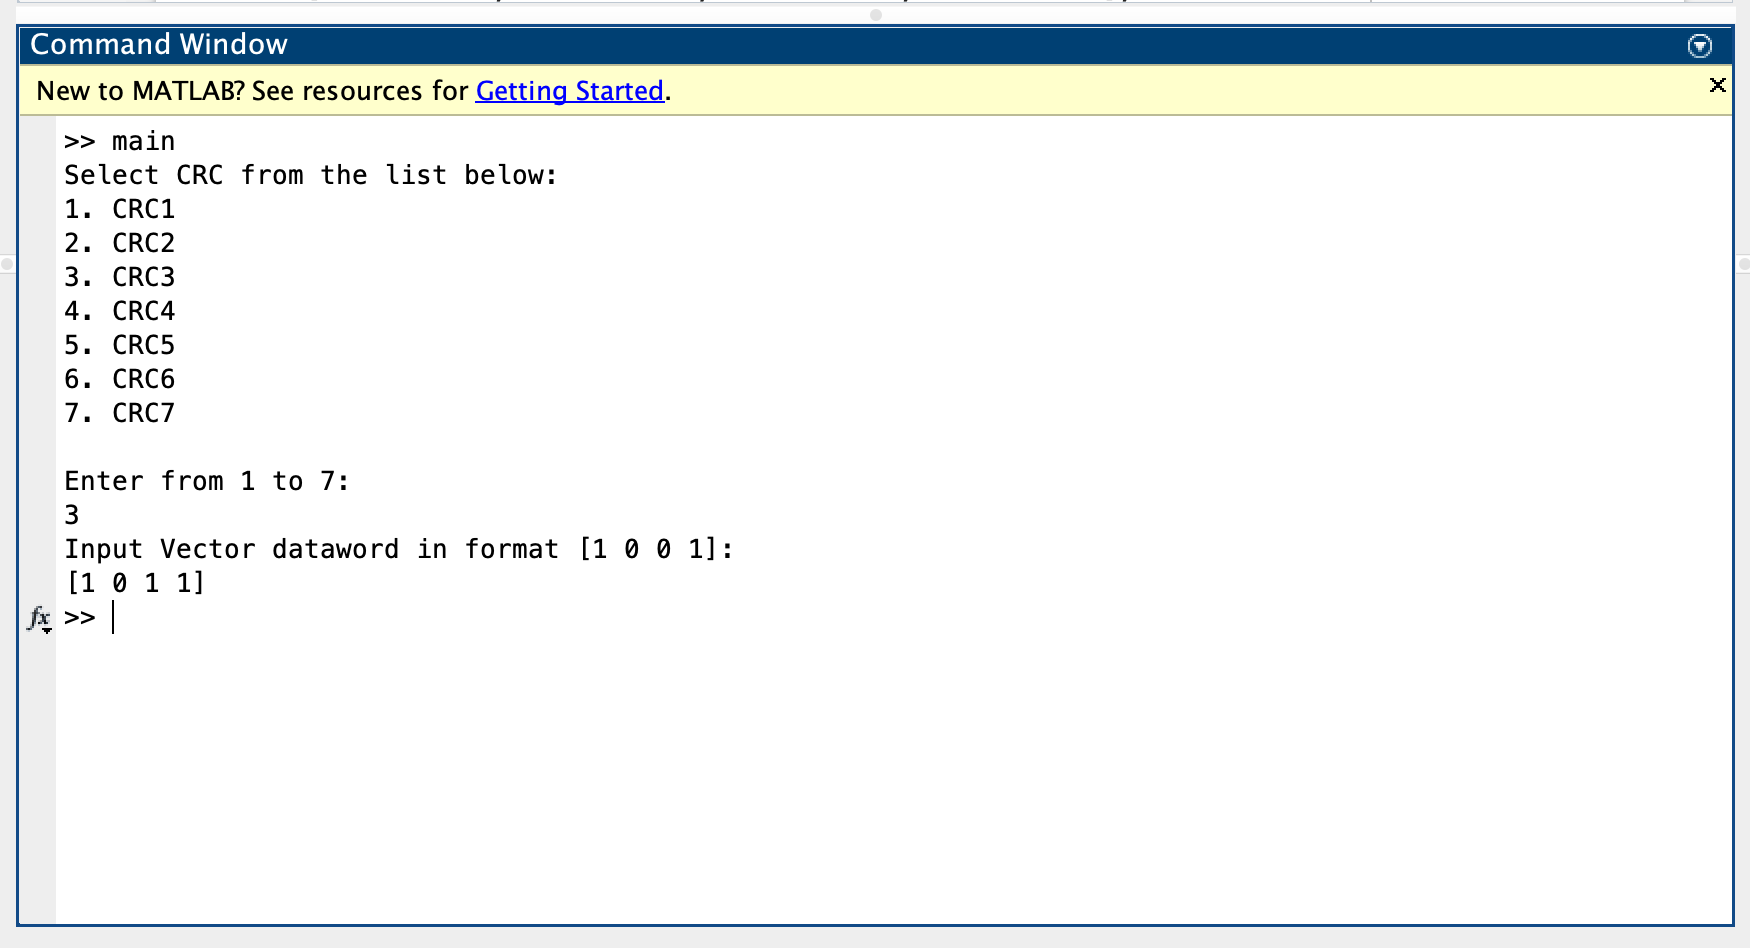 Command Window
New to MATLAB? See resources for Getting Started.
>> main
Select CRC from the list below:
1. CRC1
2. CRC2
3. CRC3
4. CRC4
5. CRC5
6. CRC6
7. CRC7
Enter from 1 to 7:
3
Input Vector dataword in format [1 0 0 1]:
[1 0 1 1]
fx >>